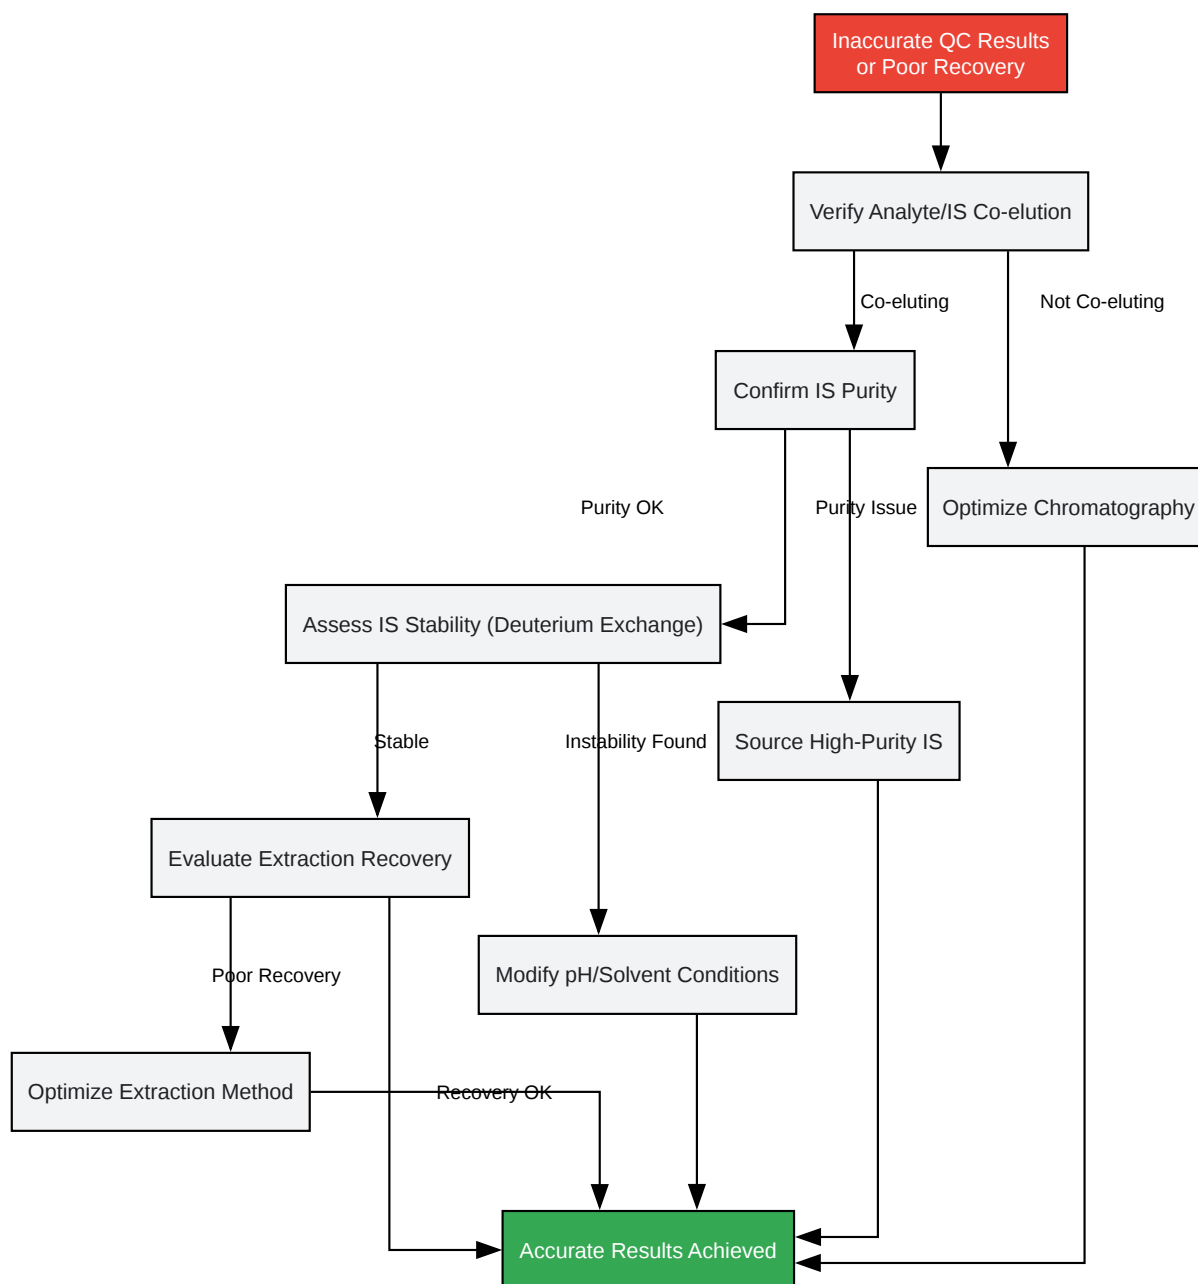 Inaccurate QC Results
or Poor Recovery
Verify Analyte/IS Co-elution
Co-eluting
Not Co-eluting
Confirm IS Purity
Purity OK
Purity Issue
Optimize Chromatography
Assess IS Stability (Deuterium Exchange)
Stable
Instability Found
Source High-Purity IS
Evaluate Extraction Recovery
Poor Recovery
Modify pH/Solvent Conditions
Optimize Extraction Method
Recovery OK
Accurate Results Achieved